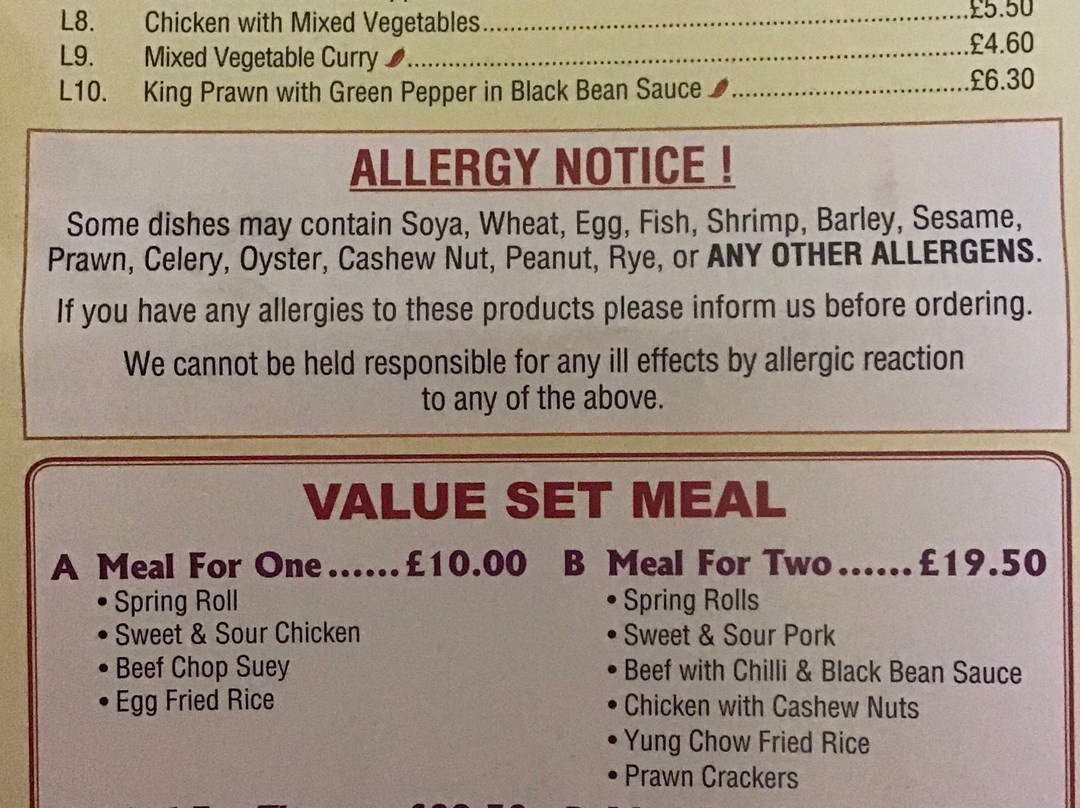 L8. Chicken with Mixed Vegetables......£5.50
L9. Mixed Vegetable Curry......£4.60
L10. King Prawn with Green Pepper in Black Bean Sauce......£6.30
ALLERGY NOTICE !
Some dishes may contain Soya, Wheat, Egg, Fish, Shrimp, Barley, Sesame,
Prawn, Celery, Oyster, Cashew Nut, Peanut, Rye, or ANY OTHER ALLERGENS.
If you have any allergies to these products please inform us before ordering.
We cannot be held responsible for any ill effects by allergic reaction
to any of the above.
VALUE SET MEAL
A Meal For One......£10.00
• Spring Roll
• Sweet & Sour Chicken
• Beef Chop Suey
• Egg Fried Rice
B Meal For Two......£19.50
• Spring Rolls
• Sweet & Sour Pork
• Beef with Chilli & Black Bean Sauce
• Chicken with Cashew Nuts
• Yung Chow Fried Rice
• Prawn Crackers